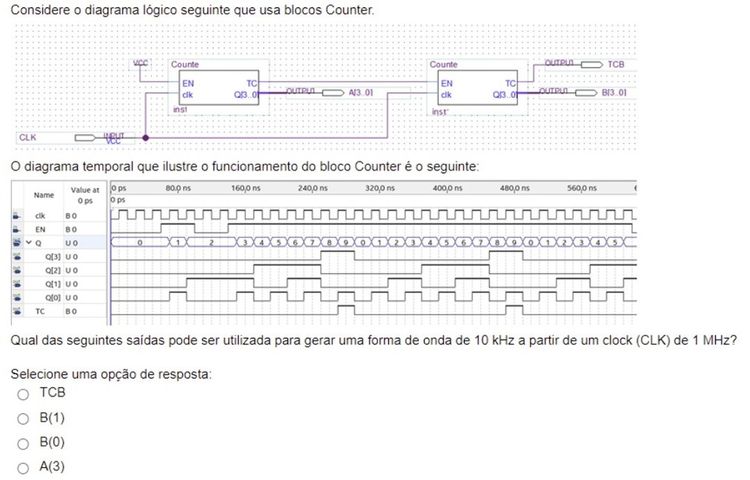 Considere o diagrama lógico seguinte que usa blocos Counter.
VCC
Counte
EN
TC
clk
Q[3..0]
inst
OUTPUT
A[3..0]
Counte
EN
TC
clk
Q[3..0]
inst
OUTPUT
TCB
OUTPUT
B[3..0]
CLK
INPUT
VCC
O diagrama temporal que ilustre o funcionamento do bloco Counter é o seguinte:
Name
Value at
0 ps
0 ps 80,0 ns 160,0 ns 240,0 ns 320,0 ns 400,0 ns 480,0 ns 560,0 ns
0 ps
clk B 0
EN B 0
Q U 0 0 1 2 3 4 5 6 7 8 9 0 1 2 3 4 5 6 7 8 9 0 1 2 3 4 5
Q[3] U 0
Q[2] U 0
Q[1] U 0
Q[0] U 0
TC B 0
Qual das seguintes saídas pode ser utilizada para gerar uma forma de onda de 10 kHz a partir de um clock (CLK) de 1 MHz?
Selecione uma opção de resposta:
TCB
B(1)
B(0)
A(3)